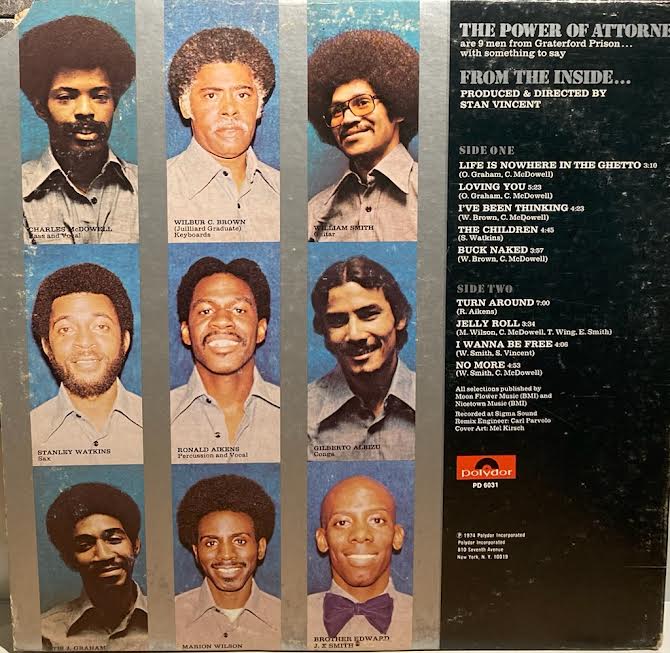 THE POWER OF ATTORNE
are 9 men from Graterford Prison...
with something to say
FROM THE INSIDE...
PRODUCED & DIRECTED BY
STAN VINCENT
SIDE ONE
LIFE IS NOWHERE IN THE GHETTO 3:10
(O. Graham, C. McDowell)
LOVING YOU 5:23
(O. Graham, C. McDowell)
I'VE BEEN THINKING 4:23
(W. Brown, C. McDowell)
THE CHILDREN 4:45
(S. Watkins)
BUCK NAKED 3:57
(W. Brown, C. McDowell)
SIDE TWO
TURN AROUND 7:00
(R. Aikens)
JELLY ROLL 3:34
(M. Wilson, C. McDowell, T. Wing, E. Smith)
I WANNA BE FREE 4:06
(W. Smith, S. Vincent)
NO MORE 4:53
(W. Smith, C. McDowell)
All selections published by
Moon Flower Music (BMI) and
Nicetown Music (BMI)
Recorded at Sigma Sound
Remix Engineer: Carl Parvolo
Cover Art: Mel Kirsch
polydor
PD 6031
Ⓟ 1974 Polydor Incorporated
Polydor Incorporated
810 Seventh Avenue
New York, N. Y. 10019
CHARLES McDOWELL
Bass and Vocal
WILBUR C. BROWN
(Juilliard Graduate)
Keyboards
WILLIAM SMITH
Guitar
STANLEY WATKINS
Sax
RONALD AIKENS
Percussion and Vocal
GILBERTO ALBIZU
Conga
J. GRAHAM
MARION WILSON
BROTHER EDWARD
J. X SMITH